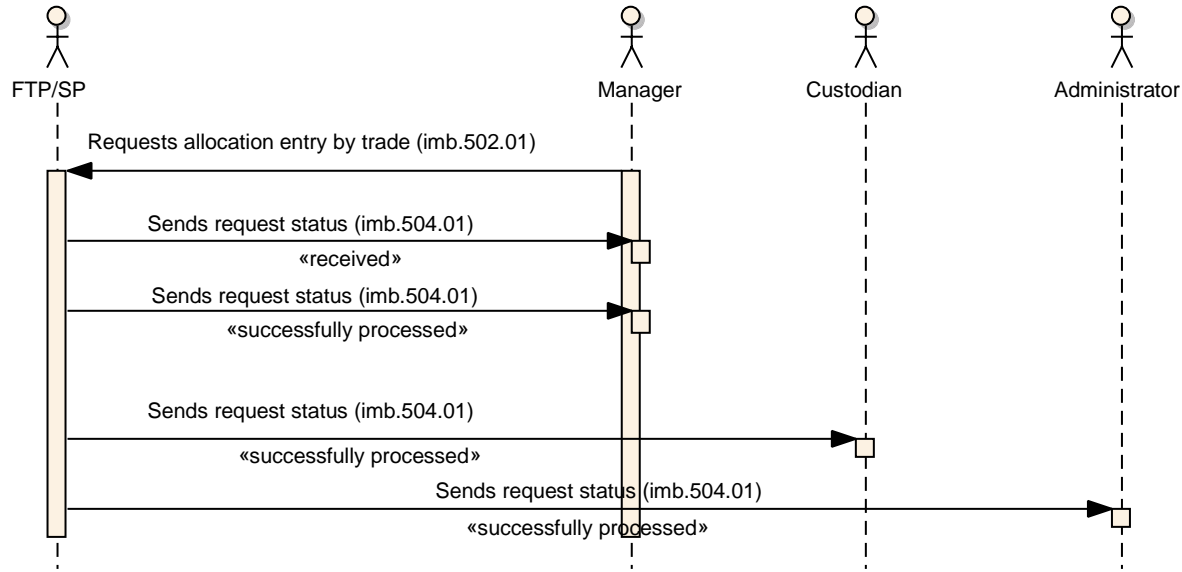 FTP/SP
Manager
Custodian
Administrator
Requests allocation entry by trade (imb.502.01)
Sends request status (imb.504.01)
«received»
Sends request status (imb.504.01)
«successfully processed»
Sends request status (imb.504.01)
«successfully processed»
Sends request status (imb.504.01)
«successfully processed»